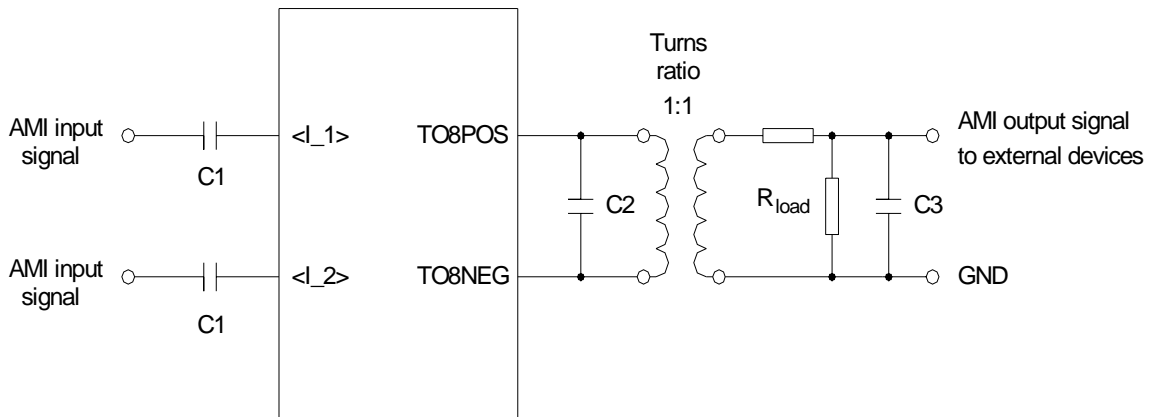 Turns
ratio
1:1
AMI input
signal
C1
<I_1>
TO8POS
C2
R load
C3
AMI output signal
to external devices
AMI input
signal
C1
<I_2>
TO8NEG
GND